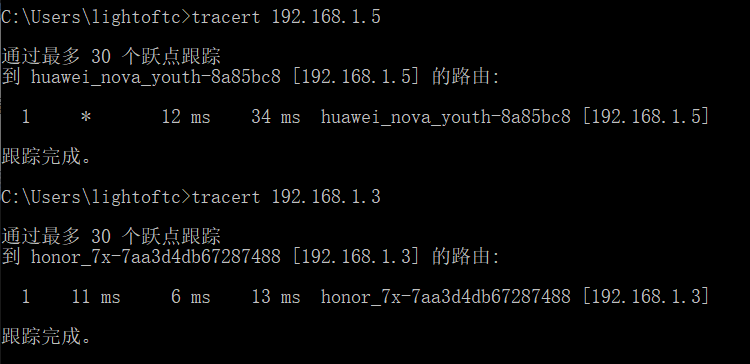 C:\Users\lightoftc>tracert 192.168.1.5
通过最多 30 个跃点跟踪
到 huawei_nova_youth-8a85bc8 [192.168.1.5] 的路由:
1 * 12 ms 34 ms huawei_nova_youth-8a85bc8 [192.168.1.5]
跟踪完成。
C:\Users\lightoftc>tracert 192.168.1.3
通过最多 30 个跃点跟踪
到 honor_7x-7aa3d4db67287488 [192.168.1.3] 的路由:
1 11 ms 6 ms 13 ms honor_7x-7aa3d4db67287488 [192.168.1.3]
跟踪完成。